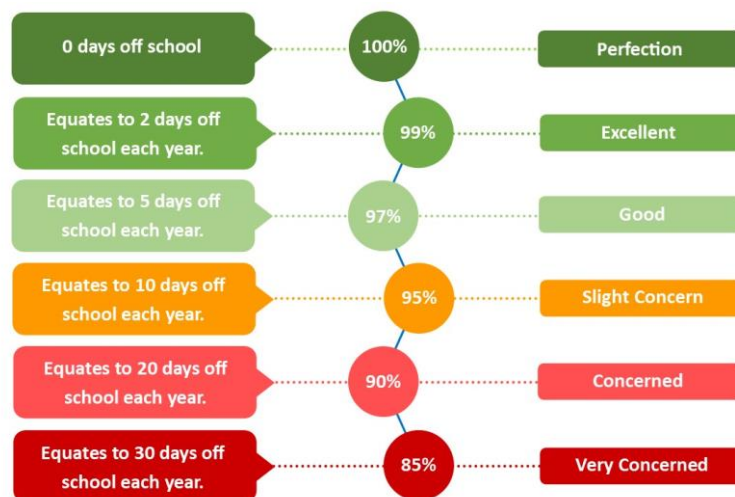 0 days off school
100%
Perfection
Equates to 2 days off
school each year.
99%
Excellent
Equates to 5 days off
school each year.
97%
Good
Equates to 10 days off
school each year.
95%
Slight Concern
Equates to 20 days off
school each year.
90%
Concerned
Equates to 30 days off
school each year.
85%
Very Concerned